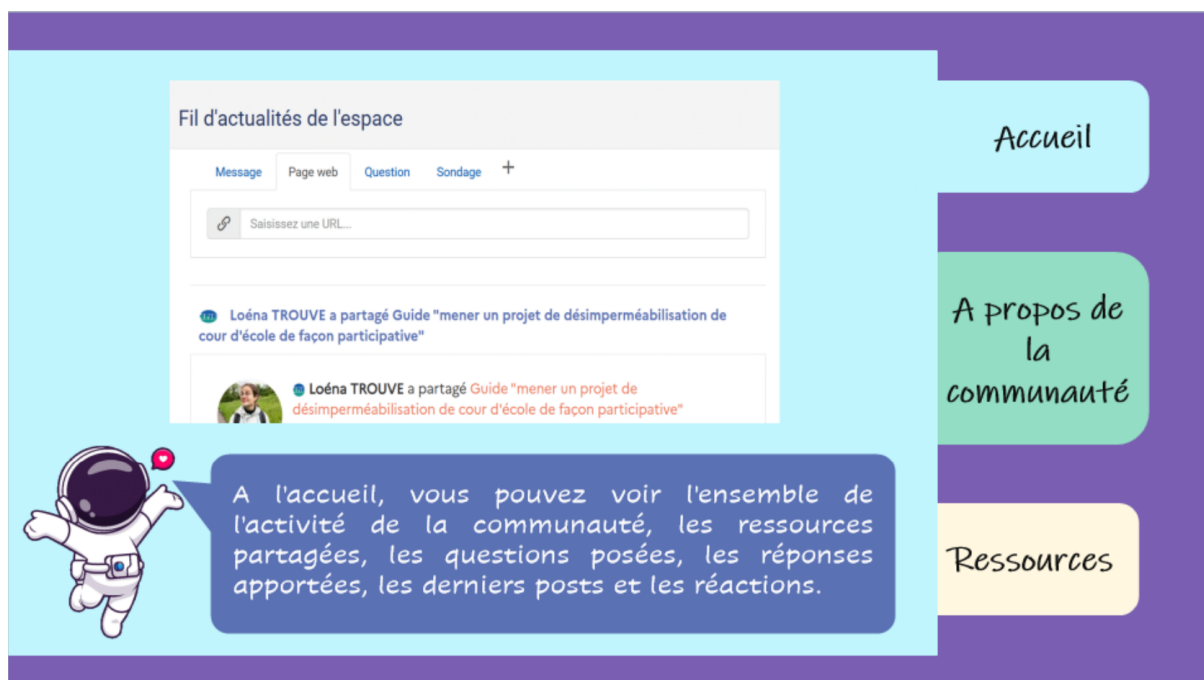 Fil d'actualités de l'espace
Message Page web Question Sondage +
Saisissez une URL...
Loéna TROUVE a partagé Guide "mener un projet de désimperméabilisation de
cour d'école de façon participative"
Loéna TROUVE a partagé Guide "mener un projet de
désimperméabilisation de cour d'école de façon participative"
A l'accueil, vous pouvez voir l'ensemble de
l'activité de la communauté, les ressources
partagées, les questions posées, les réponses
apportées, les derniers posts et les réactions.
Accueil
A propos de
la
communauté
Ressources